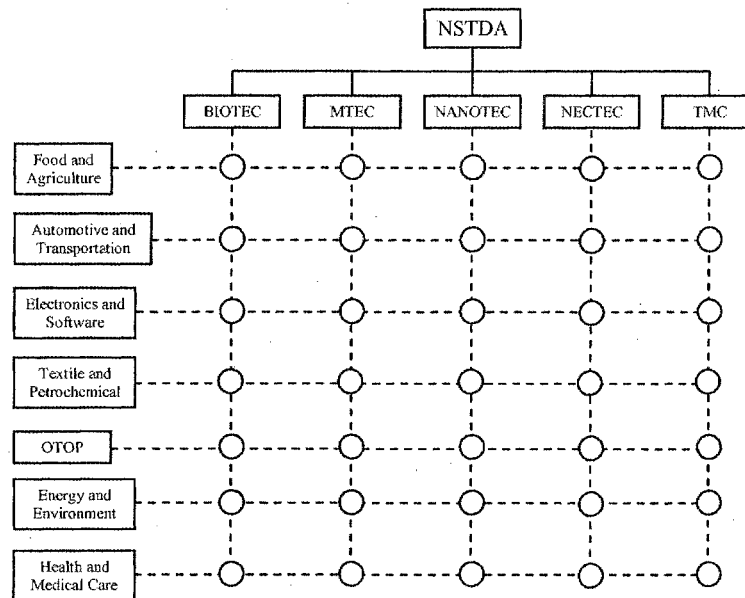 NSTDA
BIOTEC MTEC NANOTEC NECTEC TMC
Food and
Agriculture
Automotive and
Transportation
Electronics and
Software
Textile and
Petrochemical
OTOP
Energy and
Environment
Health and
Medical Care